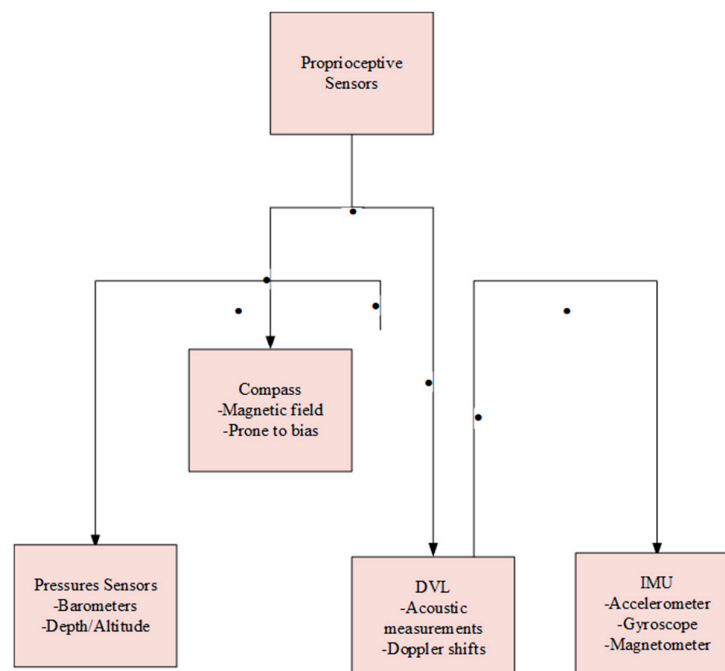 Proprioceptive
Sensors
Compass
-Magnetic field
-Prone to bias
Pressures Sensors
-Barometers
-Depth/Altitude
DVL
-Acoustic
measurements
-Doppler shifts
IMU
-Accelerometer
-Gyroscope
-Magnetometer